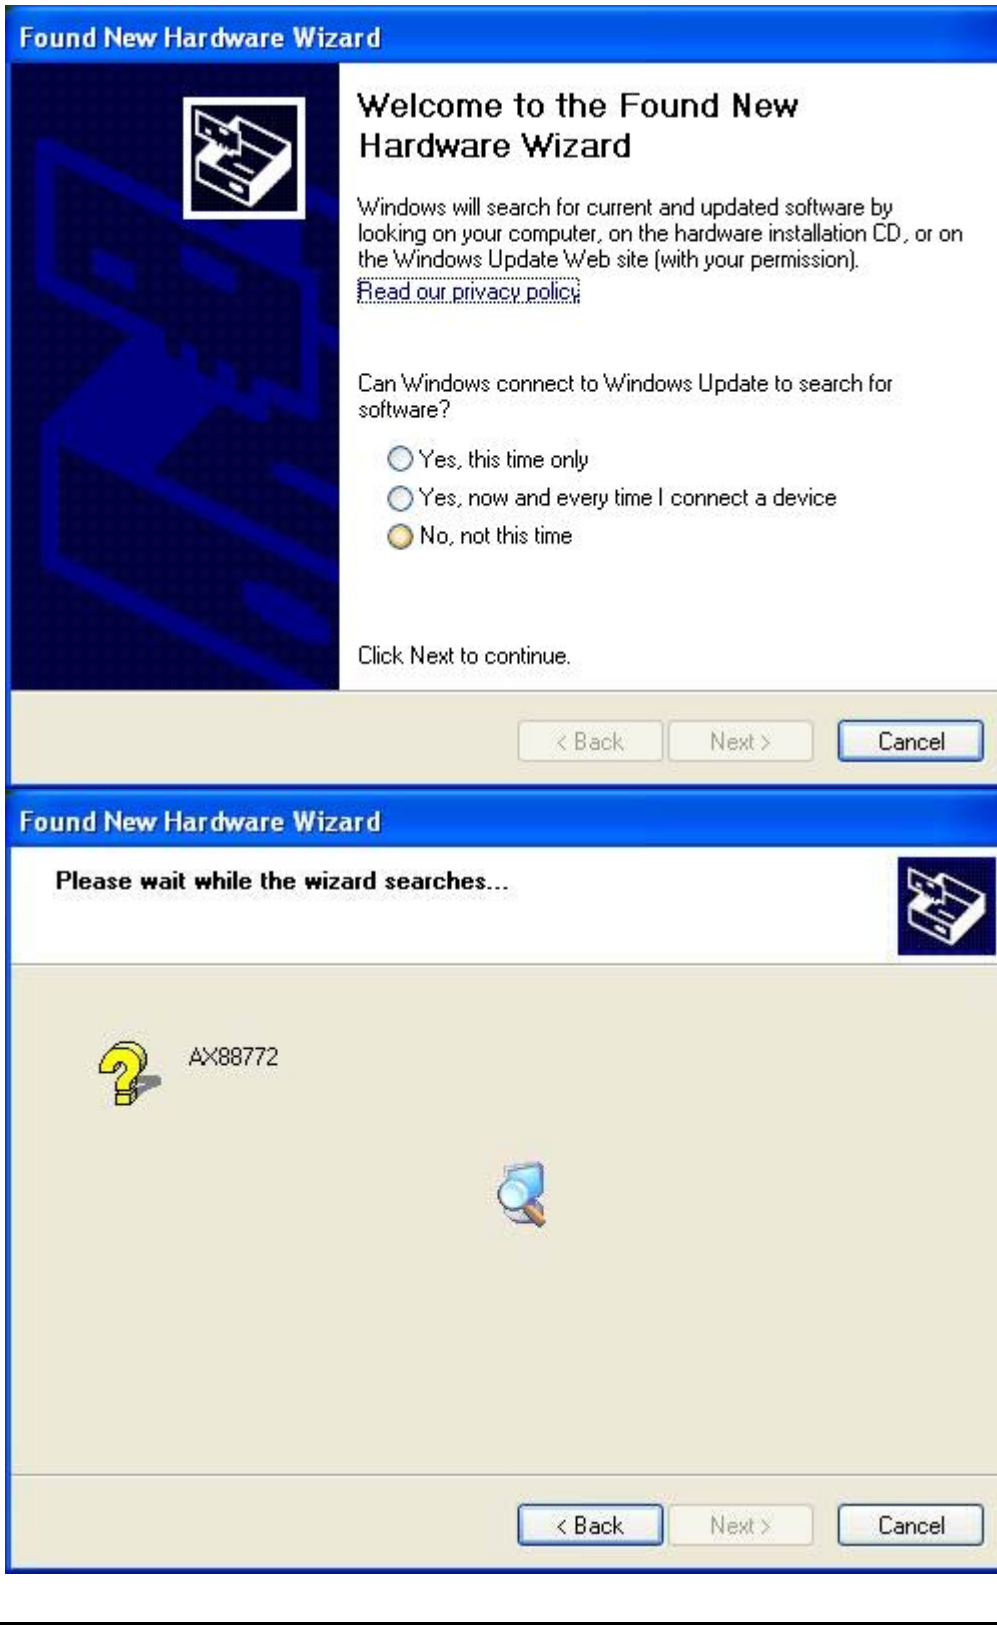 Found New Hardware Wizard
Welcome to the Found New
Hardware Wizard
Windows will search for current and updated software by
looking on your computer, on the hardware installation CD, or on
the Windows Update Web site (with your permission).
Read our privacy policy
Can Windows connect to Windows Update to search for
software?
Yes, this time only
Yes, now and every time I connect a device
No, not this time
Click Next to continue.
< Back Next > Cancel
Found New Hardware Wizard
Please wait while the wizard searches...
AX88772
< Back Next > Cancel